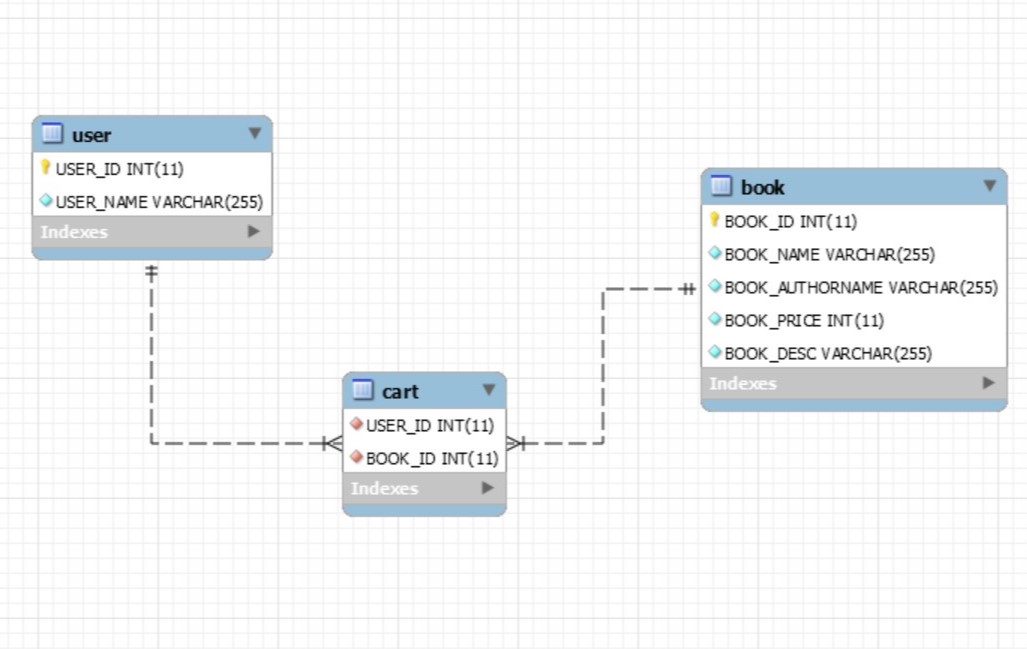 user
USER_ID INT(11)
USER_NAME VARCHAR(255)
Indexes
book
BOOK_ID INT(11)
BOOK_NAME VARCHAR(255)
BOOK_AUTHORNAME VARCHAR(255)
BOOK_PRICE INT(11)
BOOK_DESC VARCHAR(255)
Indexes
cart
USER_ID INT(11)
BOOK_ID INT(11)
Indexes